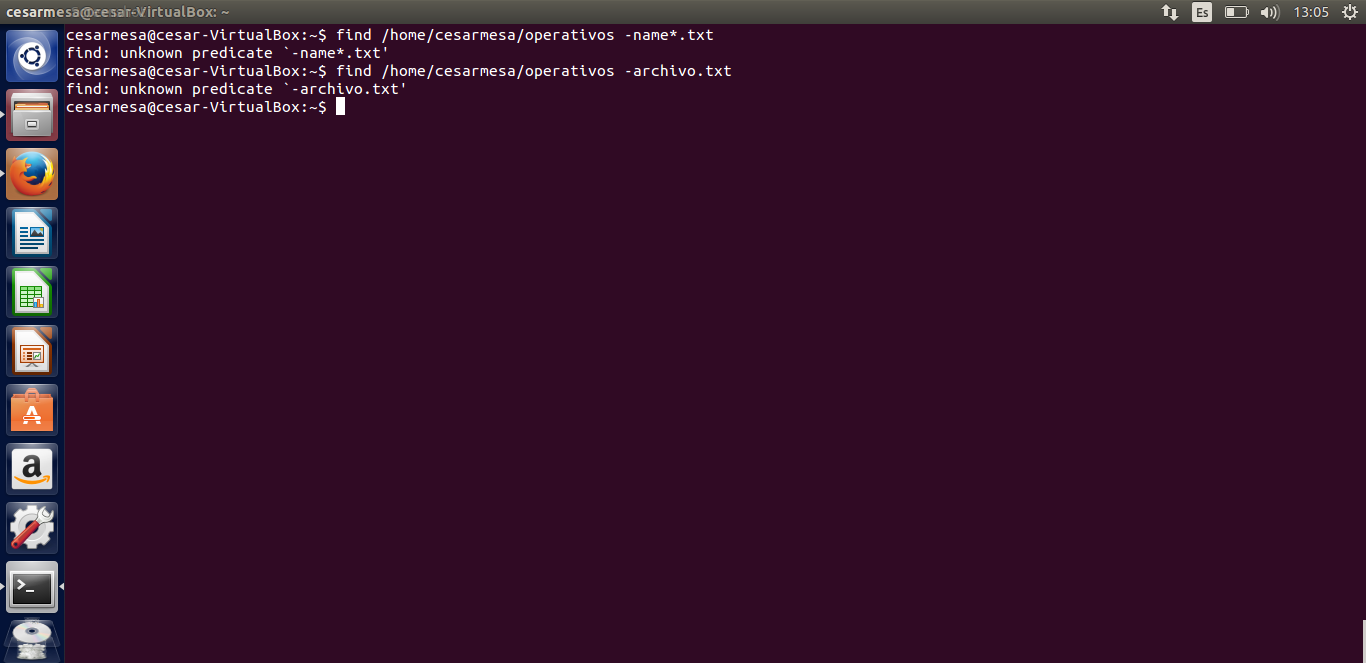 cesarmesa@cesar-VirtualBox: ~
Es
13:05
cesarmesa@cesar-VirtualBox:~$ find /home/cesarmesa/operativos -name*.txt
find: unknown predicate `-name*.txt'
cesarmesa@cesar-VirtualBox:~$ find /home/cesarmesa/operativos -archivo.txt
find: unknown predicate `-archivo.txt'
cesarmesa@cesar-VirtualBox:~$
A
a
>_